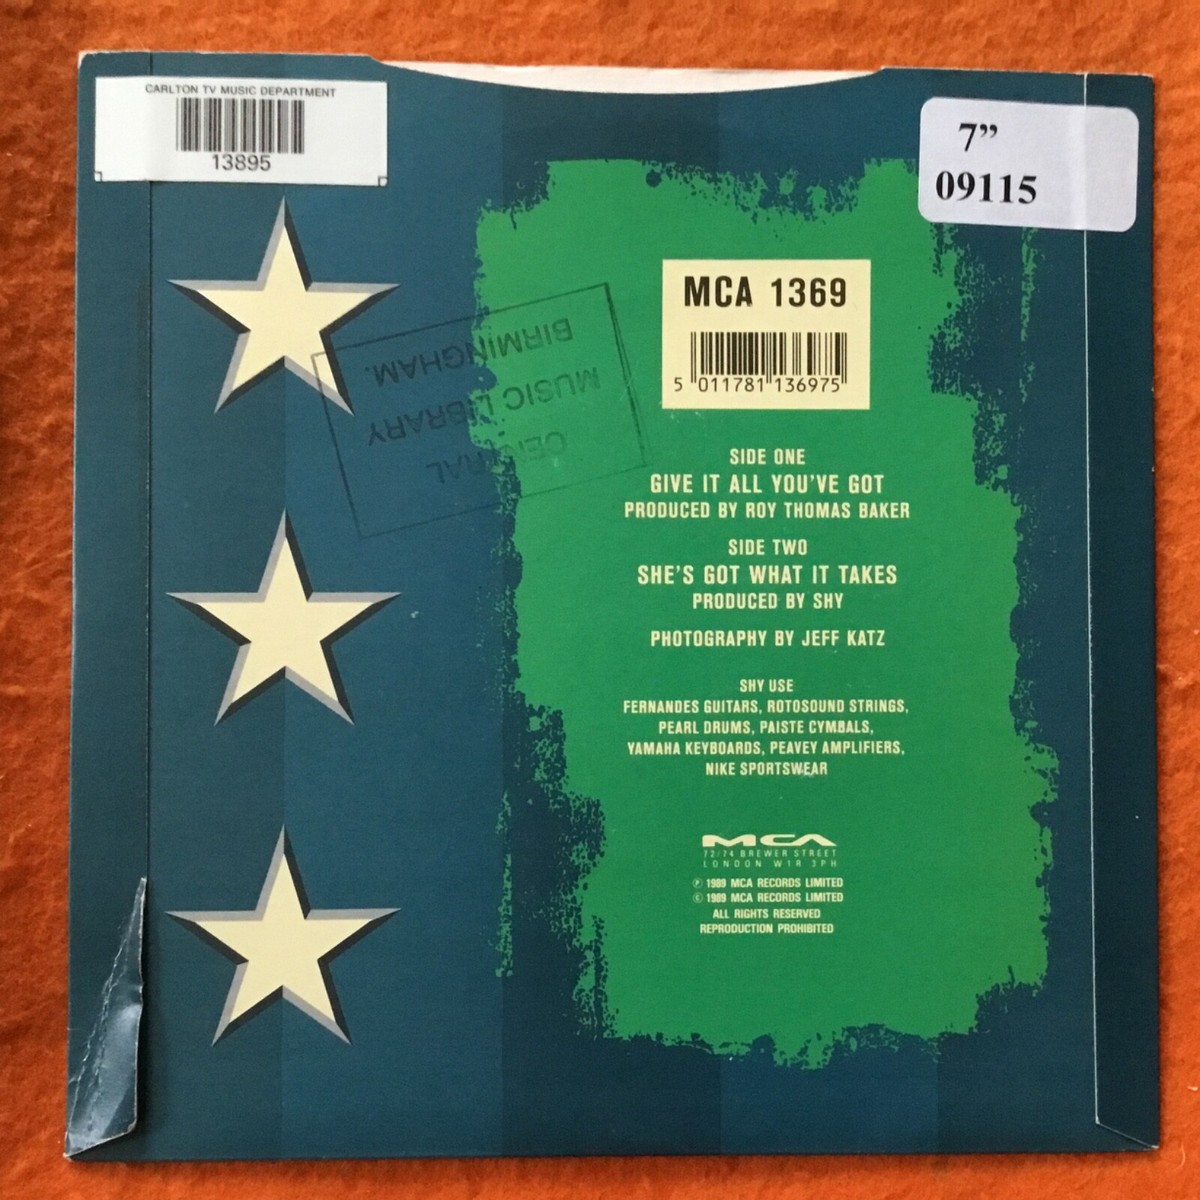 CARLTON TV MUSIC DEPARTMENT
13895
7”
09115
CENTRAL
MUSIC LIBRARY
BIRMINGHAM.
MCA 1369
5 011781 136975
SIDE ONE
GIVE IT ALL YOU'VE GOT
PRODUCED BY ROY THOMAS BAKER
SIDE TWO
SHE'S GOT WHAT IT TAKES
PRODUCED BY SHY
PHOTOGRAPHY BY JEFF KATZ
SHY USE
FERNANDES GUITARS, ROTOSOUND STRINGS,
PEARL DRUMS, PAISTE CYMBALS,
YAMAHA KEYBOARDS, PEAVEY AMPLIFIERS,
NIKE SPORTSWEAR
MCA
72/74 BREWER STREET
LONDON W1R 3PH
℗ 1989 MCA RECORDS LIMITED
© 1989 MCA RECORDS LIMITED
ALL RIGHTS RESERVED
REPRODUCTION PROHIBITED